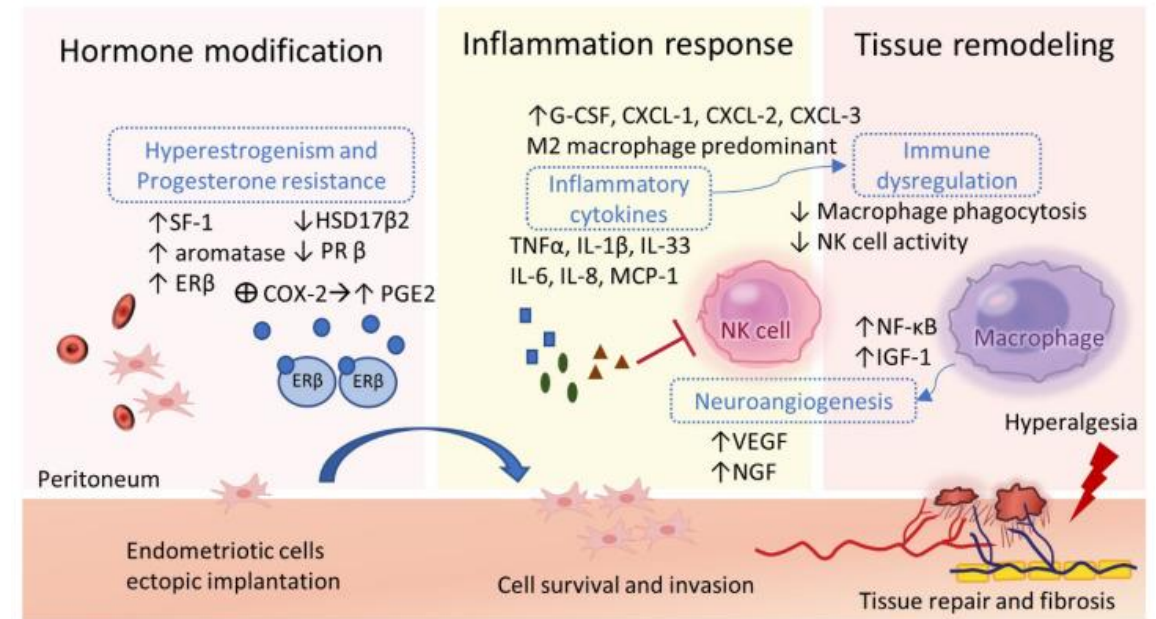 Hormone modification
Hyperestrogenism and
Progesterone resistance
↑SF-1 ↓HSD17β2
↑ aromatase ↓ PR β
↑ ERβ
⊕ COX-2→↑ PGE2
ERβ ERβ
Peritoneum
Endometriotic cells
ectopic implantation
Inflammation response
↑G-CSF, CXCL-1, CXCL-2, CXCL-3
M2 macrophage predominant
Inflammatory
cytokines
TNFα, IL-1β, IL-33
IL-6, IL-8, MCP-1
NK cell
Neuroangiogenesis
↑VEGF
↑NGF
Cell survival and invasion
Tissue remodeling
Immune
dysregulation
↓ Macrophage phagocytosis
↓ NK cell activity
↑NF-κB
↑IGF-1
Macrophage
Hyperalgesia
Tissue repair and fibrosis